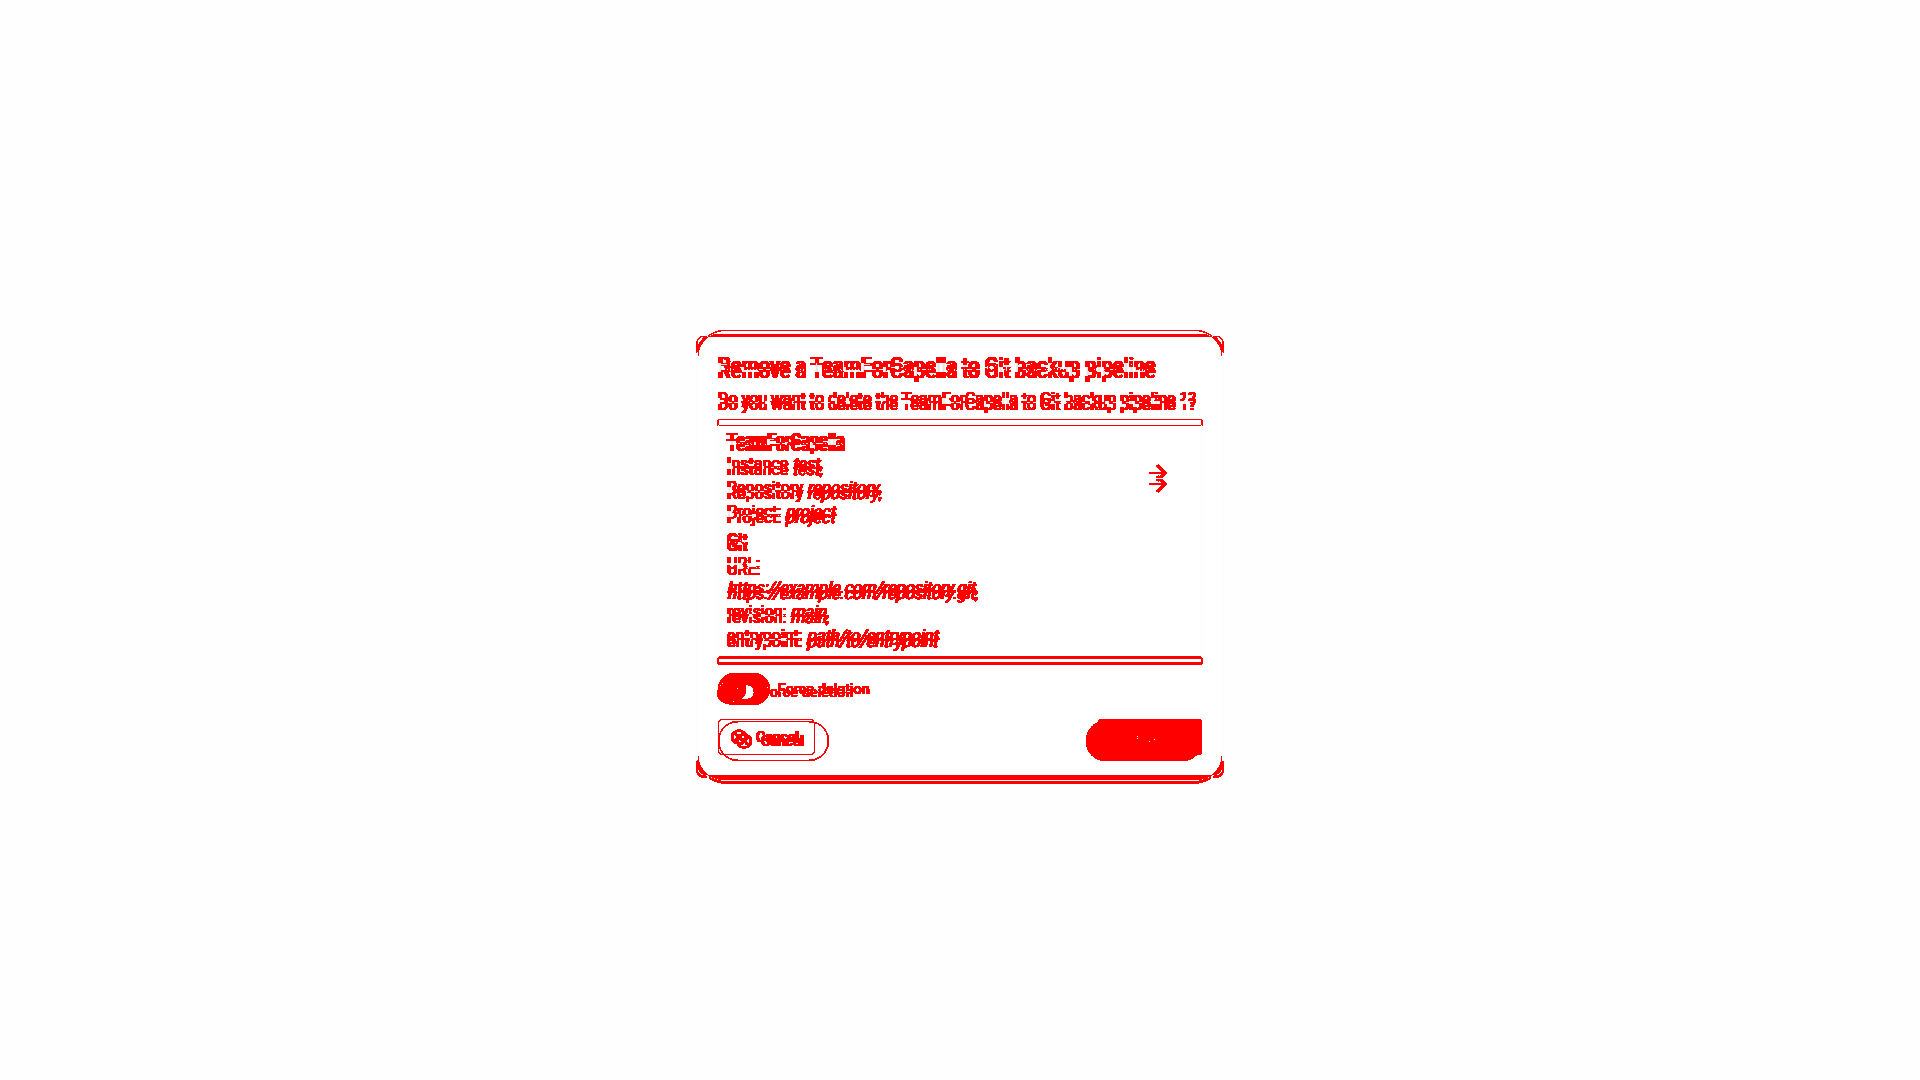 Remove a TeamForCapella to Git backup pipeline
Do you want to delete the TeamForCapella to Git backup pipeline ?
TeamForCapella
Instance test,
Repository repository,
Project: project
Git
URL:
https://example.com/repository.git,
revision: main,
entrypoint: path/to/entrypoint
Force deletion
Cancel